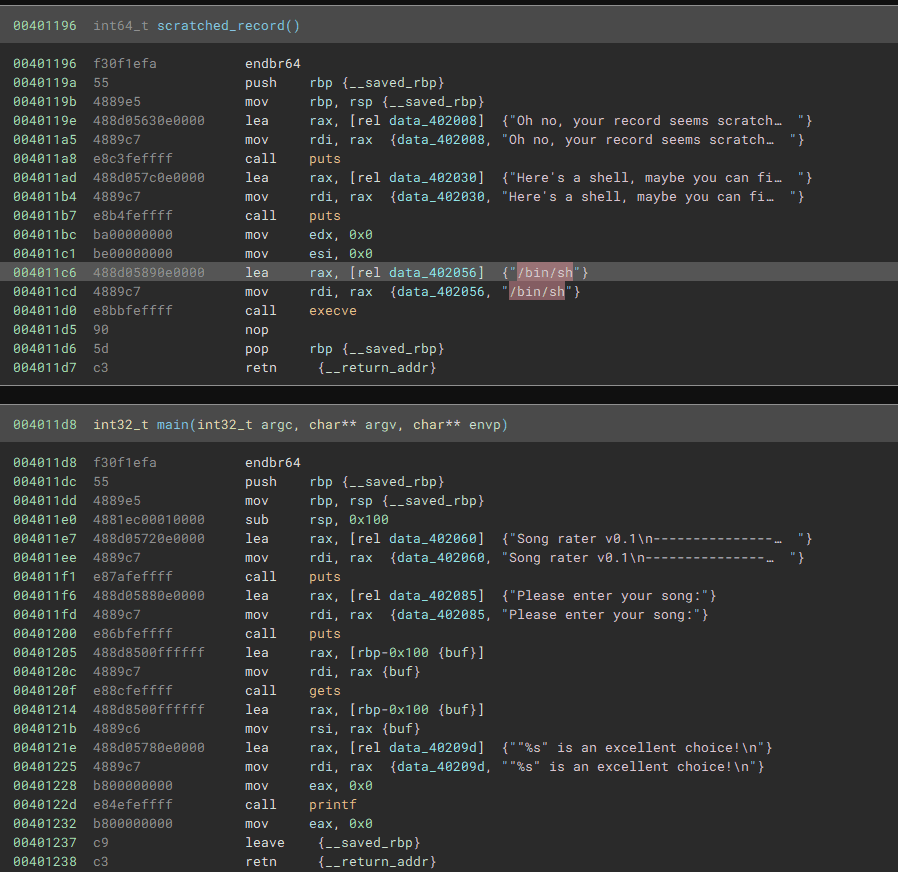 00401196 int64_t scratched_record()
00401196 f30f1efa endbr64
0040119a 55 push rbp {__saved_rbp}
0040119b 4889e5 mov rbp, rsp {__saved_rbp}
0040119e 488d05630e0000 lea rax, [rel data_402008] {"Oh no, your record seems scratch… "}
004011a5 4889c7 mov rdi, rax {data_402008, "Oh no, your record seems scratch… "}
004011a8 e8c3feffff call puts
004011ad 488d057c0e0000 lea rax, [rel data_402030] {"Here's a shell, maybe you can fi… "}
004011b4 4889c7 mov rdi, rax {data_402030, "Here's a shell, maybe you can fi… "}
004011b7 e8b4feffff call puts
004011bc ba00000000 mov edx, 0x0
004011c1 be00000000 mov esi, 0x0
004011c6 488d05890e0000 lea rax, [rel data_402056] {"/bin/sh"}
004011cd 4889c7 mov rdi, rax {data_402056, "/bin/sh"}
004011d0 e8bbfeffff call execve
004011d5 90 nop
004011d6 5d pop rbp {__saved_rbp}
004011d7 c3 retn {__return_addr}
004011d8 int32_t main(int32_t argc, char** argv, char** envp)
004011d8 f30f1efa endbr64
004011dc 55 push rbp {__saved_rbp}
004011dd 4889e5 mov rbp, rsp {__saved_rbp}
004011e0 4881ec00010000 sub rsp, 0x100
004011e7 488d05720e0000 lea rax, [rel data_402060] {"Song rater v0.1\n---------------… "}
004011ee 4889c7 mov rdi, rax {data_402060, "Song rater v0.1\n---------------… "}
004011f1 e87afeffff call puts
004011f6 488d05880e0000 lea rax, [rel data_402085] {"Please enter your song:"}
004011fd 4889c7 mov rdi, rax {data_402085, "Please enter your song:"}
00401200 e86bfeffff call puts
00401205 488d8500ffffff lea rax, [rbp-0x100 {buf}]
0040120c 4889c7 mov rdi, rax {buf}
0040120f e88cfeffff call gets
00401214 488d8500ffffff lea rax, [rbp-0x100 {buf}]
0040121b 4889c6 mov rsi, rax {buf}
0040121e 488d05780e0000 lea rax, [rel data_40209d] {""%s" is an excellent choice!\n"}
00401225 4889c7 mov rdi, rax {data_40209d, ""%s" is an excellent choice!\n"}
00401228 b800000000 mov eax, 0x0
0040122d e84efeffff call printf
00401232 b800000000 mov eax, 0x0
00401237 c9 leave {__saved_rbp}
00401238 c3 retn {__return_addr}